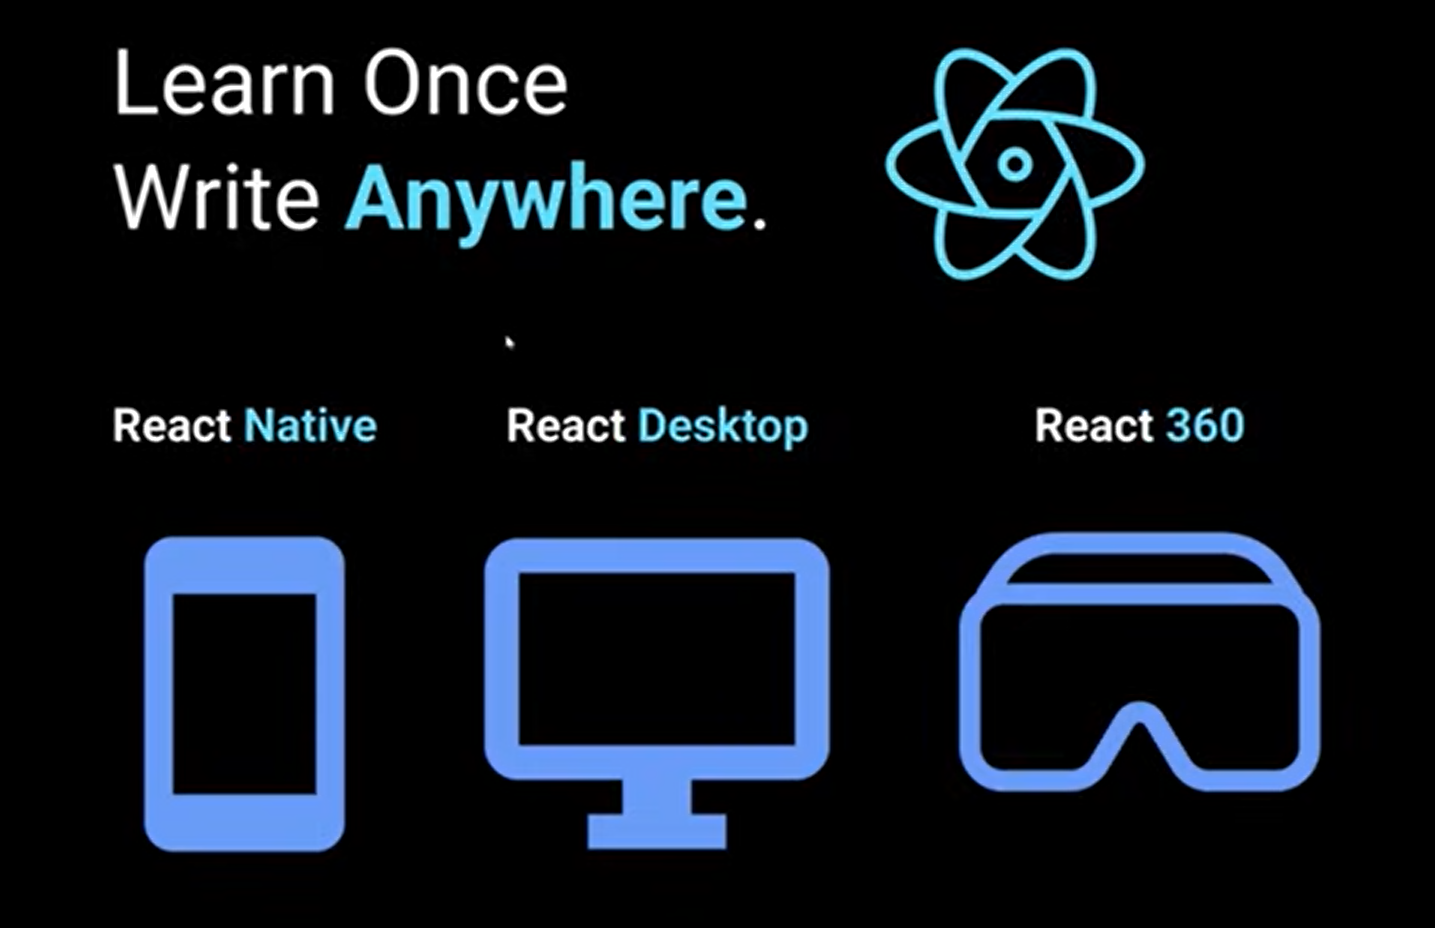 Learn Once
Write Anywhere.
React Native
React Desktop
React 360